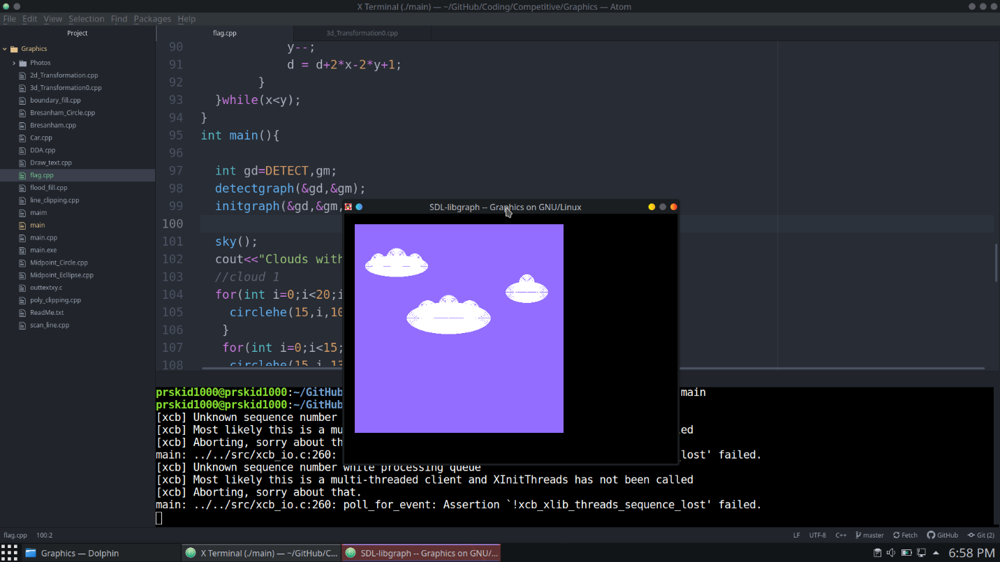 X Terminal (./main) — ~/GitHub/Coding/Competitive/Graphics — Atom
File Edit View Selection Find Packages Help
Project
flag.cpp
3d_Transformation0.cpp
Graphics
Photos
2d_Transformation.cpp
3d_Transformation0.cpp
boundary_fill.cpp
Bresanham_Circle.cpp
Bresanham.cpp
Car.cpp
DDA.cpp
Draw_text.cpp
flag.cpp
flood_fill.cpp
line_clipping.cpp
maim
main
main.cpp
main.exe
Midpoint_Circle.cpp
Midpoint_Ecllipse.cpp
outtextxy.c
poly_clipping.cpp
ReadMe.txt
scan_line.cpp
90 y--;
91 d = d+2*x-2*y+1;
92 }
93 }while(x<y);
94 }
95 int main(){
96
97 int gd=DETECT,gm;
98 detectgraph(&gd,&gm);
99 initgraph(&gd,&gm,
100
101 sky();
102 cout<<"Clouds with
103 //cloud 1
104 for(int i=0;i<20;i
105 circlehe(15,i,10
106 }
107 for(int i=0;i<15;
108 circlehe(15,i,13
SDL-libgraph -- Graphics on GNU/Linux
prskid1000@prskid1000:~/GitHub main
prskid1000@prskid1000:~/GitHub
[xcb] Unknown sequence number
[xcb] Most likely this is a mu ed
[xcb] Aborting, sorry about th
main: ../../src/xcb_io.c:260: lost' failed.
[xcb] Unknown sequence number while processing queue
[xcb] Most likely this is a multi-threaded client and XInitThreads has not been called
[xcb] Aborting, sorry about that.
main: ../../src/xcb_io.c:260: poll_for_event: Assertion `!xcb_xlib_threads_sequence_lost' failed.
flag.cpp 100:2 LF UTF-8 C++ master Fetch GitHub Git (2)
Graphics — Dolphin
X Terminal (./main) — ~/GitHub/C...
SDL-libgraph -- Graphics on GNU/...
6:58 PM